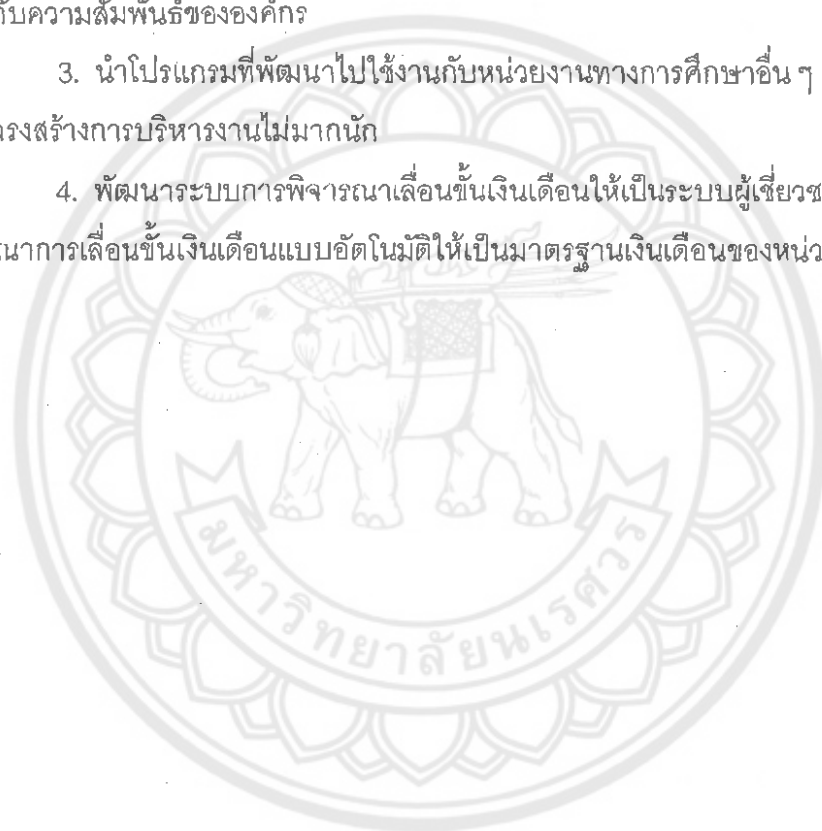 กับความสัมพันธ์ขององค์กร
3. นำโปรแกรมที่พัฒนาไปใช้งานกับหน่วยงานทางการศึกษาอื่น ๆ
รงสร้างการบริหารงานไม่มากนัก
4. พัฒนาระบบการพิจารณาเลื่อนขั้นเงินเดือนให้เป็นระบบผู้เชี่ยวช
ณาการเลื่อนขั้นเงินเดือนแบบอัตโนมัติให้เป็นมาตรฐานเงินเดือนของหน่ว
มหาวิทยาลัยนเรศวร